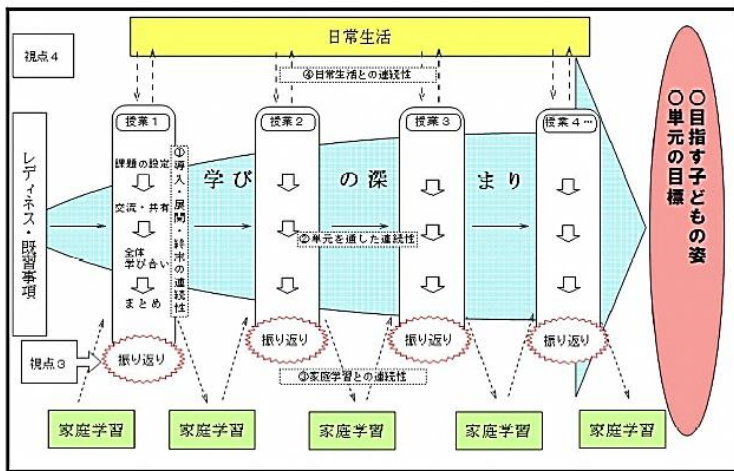 日常生活
視点4
④日常生活との連続性
授業1
授業2
授業3
授業4…
レディネス・既習事項
課題の設定
交流・共有
全体
学び合い
まとめ
①導入・展開・終末の連続性
学びの深まり
②単元を通した連続性
○目指す子どもの姿
○単元の目標
振り返り
振り返り
振り返り
振り返り
視点3
③家庭学習との連続性
家庭学習
家庭学習
家庭学習
家庭学習
家庭学習